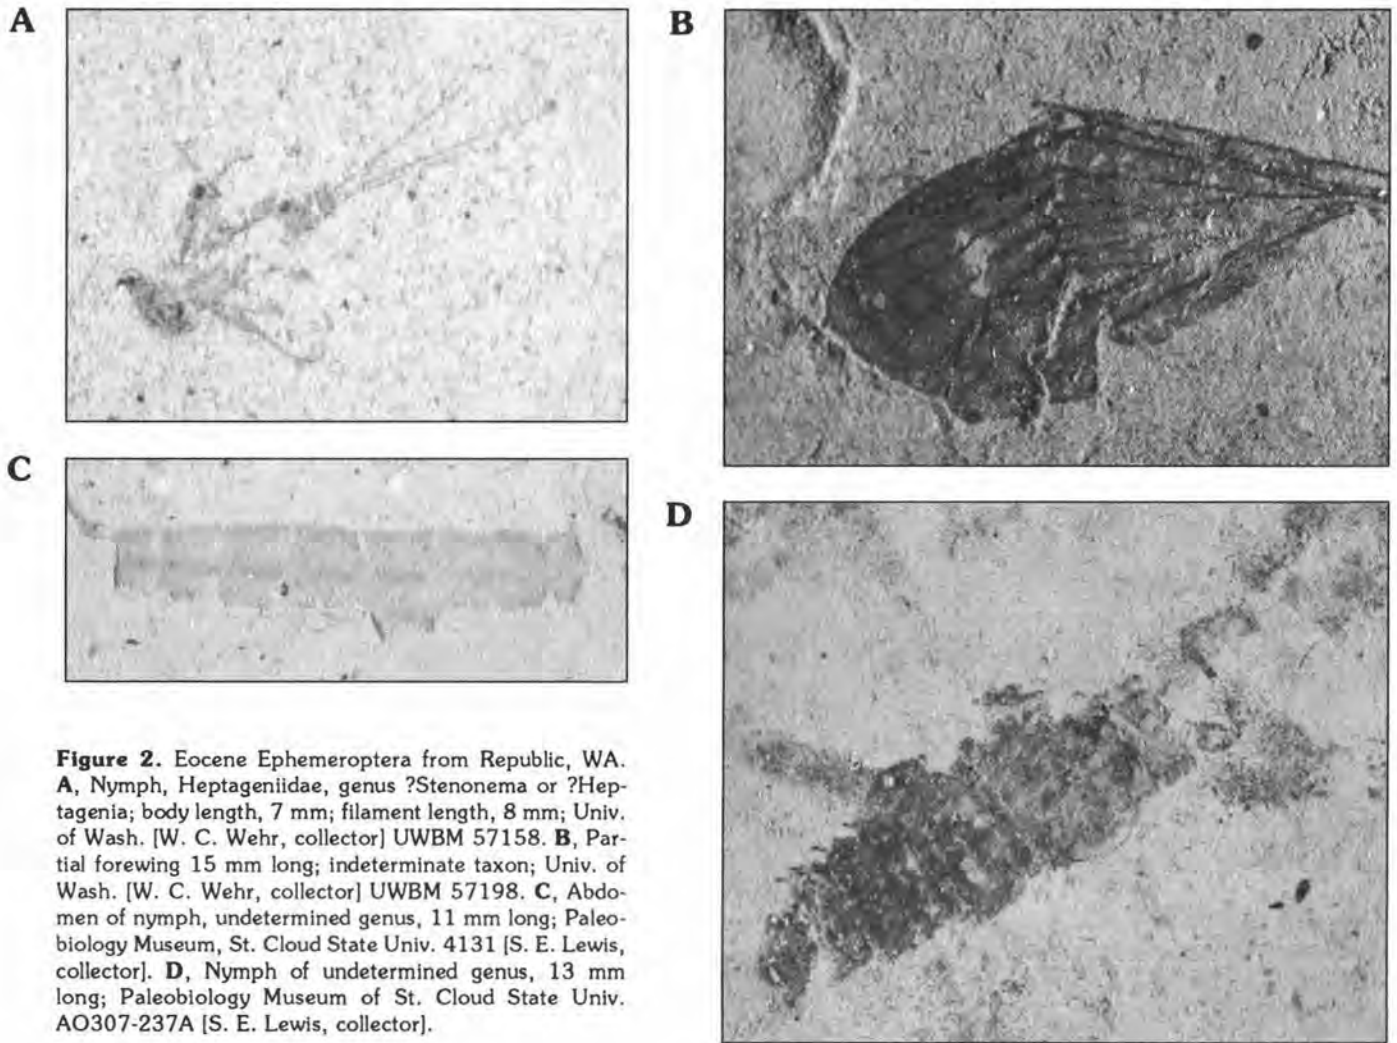 A
B
C
D
Figure 2. Eocene Ephemeroptera from Republic, WA.
A, Nymph, Heptageniidae, genus ?Stenonema or ?Hep-
tagenia; body length, 7 mm; filament length, 8 mm; Univ.
of Wash. [W. C. Wehr, collector] UWBM 57158. B, Par-
tial forewing 15 mm long; indeterminate taxon; Univ. of
Wash. [W. C. Wehr, collector] UWBM 57198. C, Abdo-
men of nymph, undetermined genus, 11 mm long; Paleo-
biology Museum, St. Cloud State Univ. 4131 [S. E. Lewis,
collector]. D, Nymph of undetermined genus, 13 mm
long; Paleobiology Museum of St. Cloud State Univ.
AO307-237A [S. E. Lewis, collector].